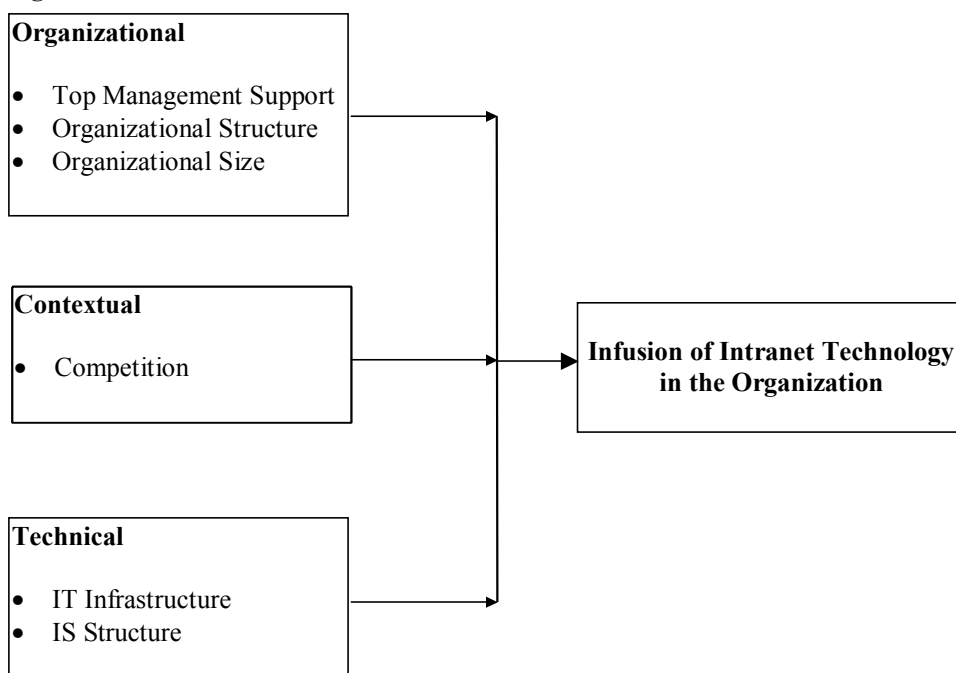 Organizational
• Top Management Support
• Organizational Structure
• Organizational Size
Contextual
• Competition
Infusion of Intranet Technology
in the Organization
Technical
• IT Infrastructure
• IS Structure